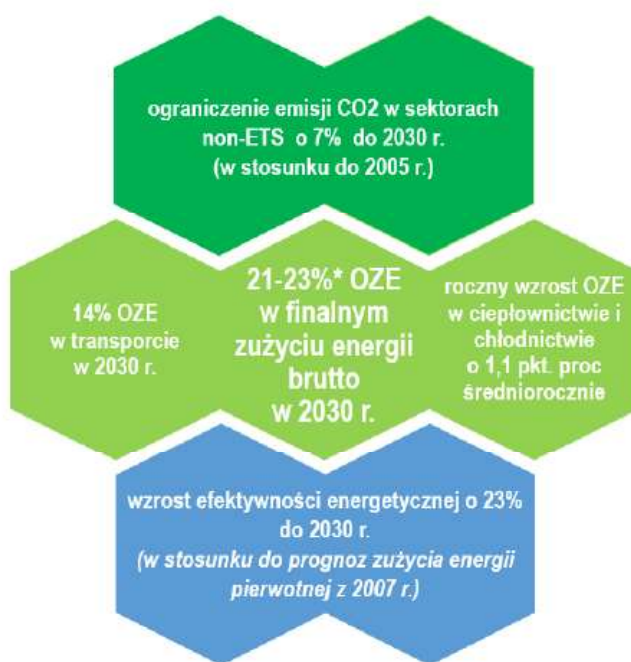 ograniczenie emisji CO2 w sektorach
non-ETS o 7% do 2030 r.
(w stosunku do 2005 r.)
14% OZE
w transporcie
w 2030 r.
21-23%* OZE
w finalnym
zużyciu energii
brutto
w 2030 r.
roczny wzrost OZE
w ciepłownictwie i
chłodnictwie
o 1,1 pkt. proc
średniorocznie
wzrost efektywności energetycznej o 23%
do 2030 r.
(w stosunku do prognoz zużycia energii
pierwotnej z 2007 r.)